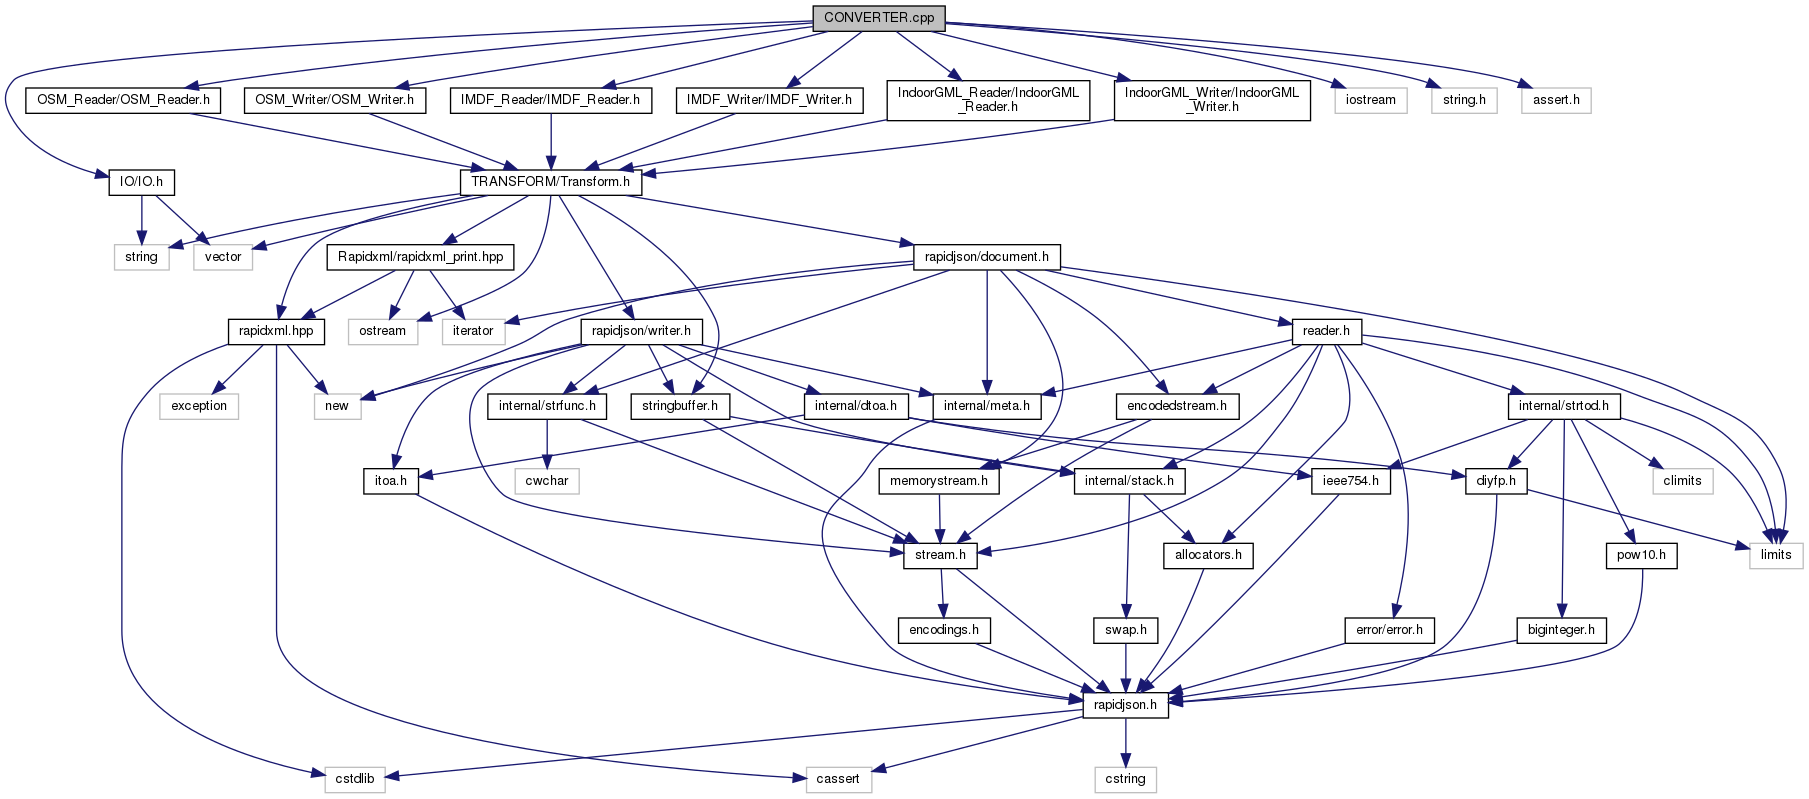 CONVERTER.cpp
OSM_Reader/OSM_Reader.h
OSM_Writer/OSM_Writer.h
IMDF_Reader/IMDF_Reader.h
IMDF_Writer/IMDF_Writer.h
IndoorGML_Reader/IndoorGML
_Reader.h
IndoorGML_Writer/IndoorGML
_Writer.h
iostream
string.h
assert.h
IO/IO.h
TRANSFORM/Transform.h
string
vector
Rapidxml/rapidxml_print.hpp
rapidjson/document.h
rapidxml.hpp
ostream
iterator
rapidjson/writer.h
reader.h
exception
new
internal/strfunc.h
stringbuffer.h
internal/dtoa.h
internal/meta.h
encodedstream.h
internal/strtod.h
itoa.h
cwchar
memorystream.h
internal/stack.h
ieee754.h
diyfp.h
climits
stream.h
allocators.h
pow10.h
limits
encodings.h
swap.h
error/error.h
biginteger.h
rapidjson.h
cstdlib
cassert
cstring